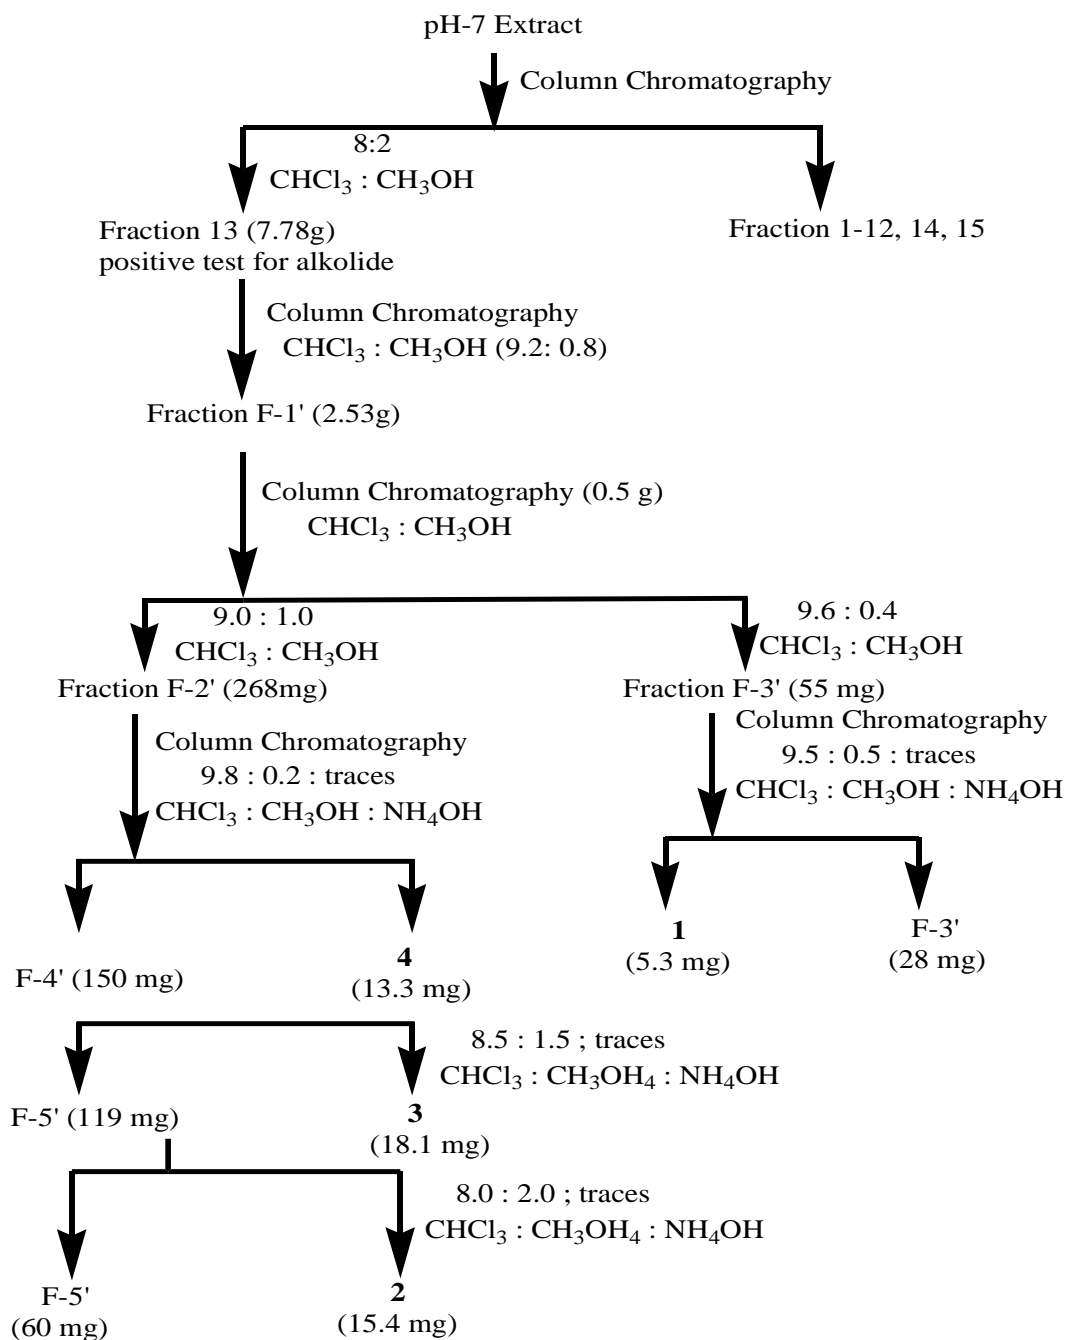 pH-7 Extract
Column Chromatography
8:2
CHCl3 : CH3OH
Fraction 13 (7.78g)
positive test for alkolide
Fraction 1-12, 14, 15
Column Chromatography
CHCl3 : CH3OH (9.2: 0.8)
Fraction F-1' (2.53g)
Column Chromatography (0.5 g)
CHCl3 : CH3OH
9.0 : 1.0
CHCl3 : CH3OH
Fraction F-2' (268mg)
9.6 : 0.4
CHCl3 : CH3OH
Fraction F-3' (55 mg)
Column Chromatography
9.8 : 0.2 : traces
CHCl3 : CH3OH : NH4OH
Column Chromatography
9.5 : 0.5 : traces
CHCl3 : CH3OH : NH4OH
F-4' (150 mg)
4
(13.3 mg)
1
(5.3 mg)
F-3'
(28 mg)
8.5 : 1.5 ; traces
CHCl3 : CH3OH4 : NH4OH
F-5' (119 mg)
3
(18.1 mg)
8.0 : 2.0 ; traces
CHCl3 : CH3OH4 : NH4OH
F-5'
(60 mg)
2
(15.4 mg)